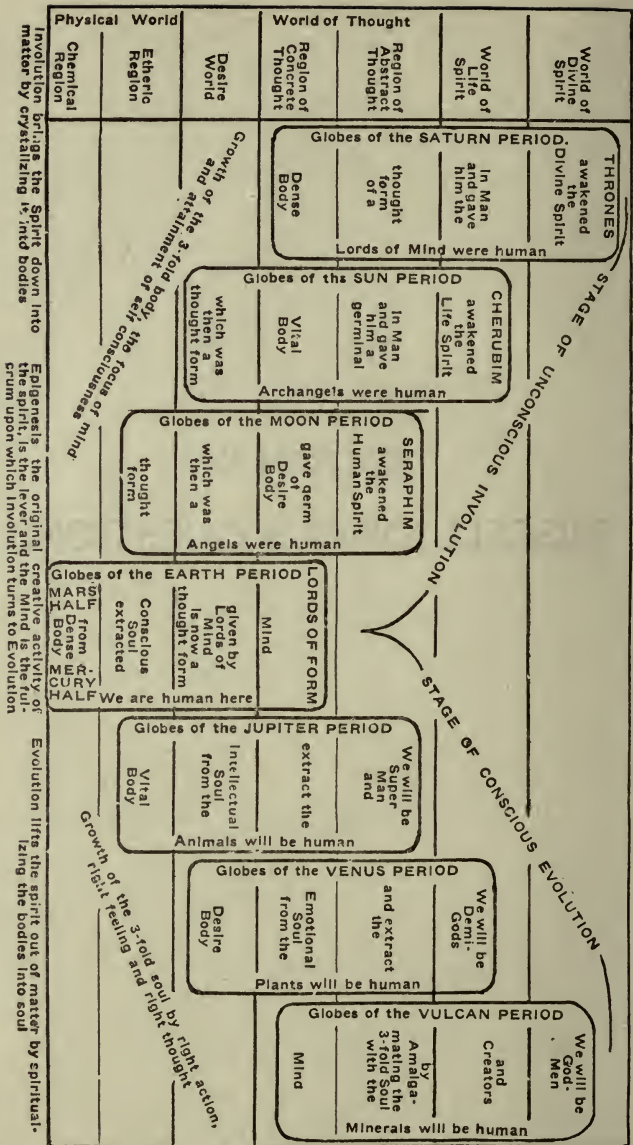 Physical World
World of Thought
Chemical
Region
Etheric
Region
Desire
World
Region of
Concrete
Thought
Region of
Abstract
Thought
World of
Life
Spirit
World of
Divine
Spirit
Globes of the SATURN PERIOD.
THRONES
awakened
the
Divine Spirit
in Man
and gave
him the
thought
form
of a
Dense
Body
Lords of Mind were human
Globes of ths SUN PERIOD
CHERUBIM
awakened
the
Life Spirit
in Man
and gave
him a
germinal
Vital
Body
which was
then a
thought form
Archangels were human
Globes of the MOON PERIOD
SERAPHIM
awakened
the
Human Spirit
gave germ
of
Desire
Body
which was
then a
thought
form
Angels were human
Globes of the EARTH PERIOD
LORDS OF FORM
Mind
given by
Lords of
Mind
is now a
thought form
Conscious
Soul
extracted
from
Dense
Body
MARS
HALF
MER-
CURY
HALF
We are human here
Globes of the JUPITER PERIOD
We will be
Super
Man
and
extract the
Intellectual
Soul
from the
Vital
Body
Animals will be human
Globes of the VENUS PERIOD
We will be
Demi-
Gods
and extract
the
Emotional
Soul
from the
Desire
Body
Plants will be human
Globes of the VULCAN PERIOD
We will be
God-
Men
and
Creators
by
Amalga-
mating the
3-fold Soul
with the
Mind
Minerals will be human
STAGE OF UNCONSCIOUS INVOLUTION
STAGE OF CONSCIOUS EVOLUTION
Growth of the 3-fold body, the focus of mind
and attainment of self consciousness
Growth of the 3-fold soul by right action,
right feeling and right thought
Involution brings the Spirit down into
matter by crystalizing it into bodies
Epigenesis the original creative activity of
the spirit, is the lever and the Mind is the ful-
crum upon which Involution turns to Evolution
Evolution lifts the spirit out of matter by spiritual-
izing the bodies into soul